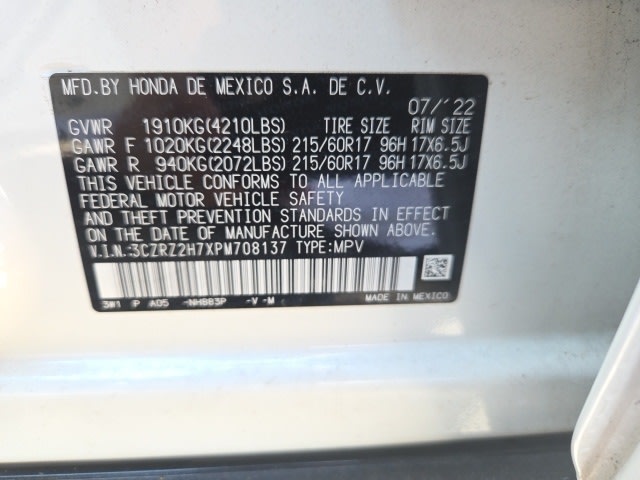 MFD.BY HONDA DE MEXICO S.A. DE C.V.
07/'22
GVWR 1910KG(4210LBS) TIRE SIZE RIM SIZE
GAWR F 1020KG(2248LBS) 215/60R17 96H 17X6.5J
GAWR R 940KG(2072LBS) 215/60R17 96H 17X6.5J
THIS VEHICLE CONFORMS TO ALL APPLICABLE
FEDERAL MOTOR VEHICLE SAFETY
AND THEFT PREVENTION STANDARDS IN EFFECT
ON THE DATE OF MANUFACTURE SHOWN ABOVE.
V.I.N.:3CZRZ2H7XPM708137 TYPE:MPV
3W1 P A05 -NH883P -V -M MADE IN MEXICO